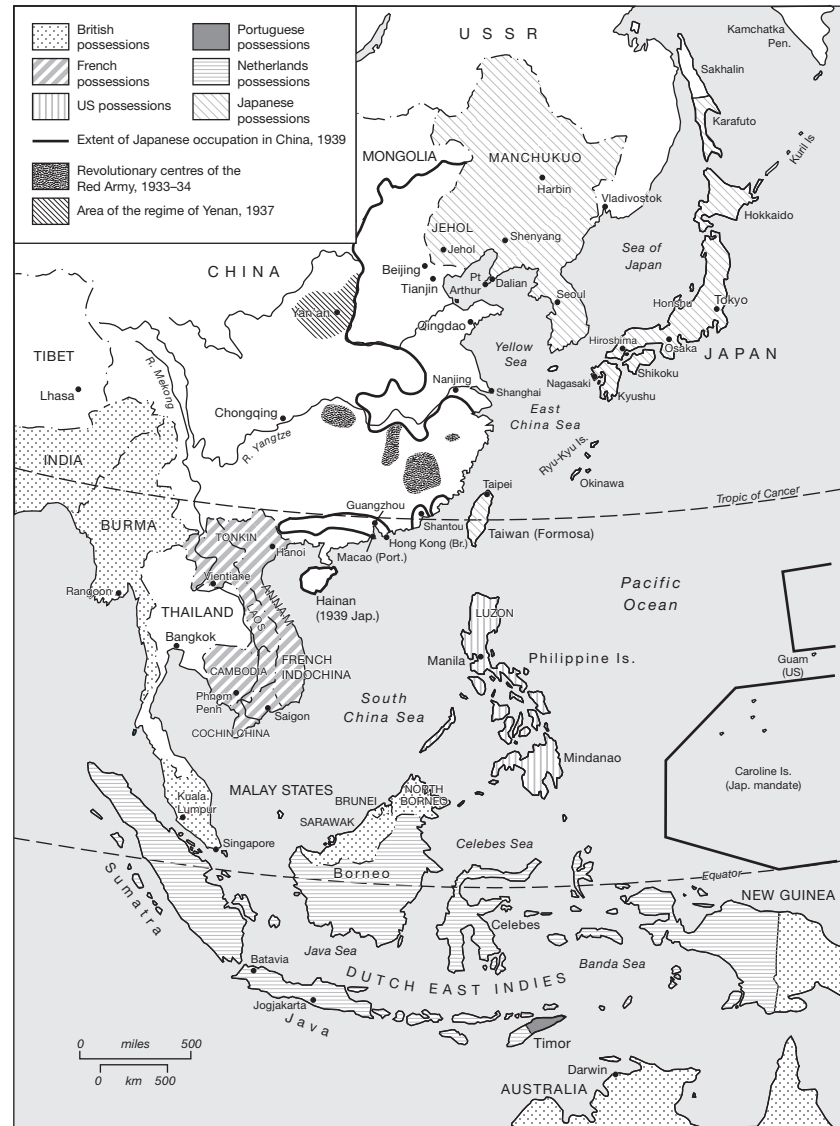 British
possessions
French
possessions
US possessions
Portuguese
possessions
Netherlands
possessions
Japanese
possessions
Extent of Japanese occupation in China, 1939
Revolutionary centres of the
Red Army, 1933–34
Area of the regime of Yenan, 1937
USSR
Kamchatka
Pen.
Sakhalin
Karafuto
Kuril Is
MONGOLIA
MANCHUKUO
Harbin
Vladivostok
Hokkaido
JEHOL
Jehol
Shenyang
Sea of
Japan
CHINA
Beijing
Tianjin
Pt
Arthur
Dalian
Seoul
Honshu
Tokyo
Yan'an
Qingdao
Hiroshima
Osaka
JAPAN
Yellow
Sea
Shikoku
TIBET
Lhasa
R. Mekong
Nanjing
Shanghai
Nagasaki
Kyushu
Chongqing
R. Yangtze
East
China Sea
INDIA
Ryu-Kyu Is.
Okinawa
Taipei
Tropic of Cancer
BURMA
Guangzhou
TONKIN
Hanoi
Shantou
Hong Kong (Br.)
Macao (Port.)
Taiwan (Formosa)
Rangoon
Vientiane
Hainan
(1939 Jap.)
Pacific
Ocean
THAILAND
LAOS
ANNAM
LUZON
Bangkok
Manila
Philippine Is.
Guam
(US)
CAMBODIA
FRENCH
INDOCHINA
Phnom
Penh
Saigon
South
China Sea
COCHIN CHINA
Mindanao
Caroline Is.
(Jap. mandate)
MALAY STATES
Kuala
Lumpur
BRUNEI
NORTH
BORNEO
SARAWAK
Singapore
Celebes Sea
Equator
Sumatra
Borneo
NEW GUINEA
Celebes
Java Sea
Banda Sea
Batavia
DUTCH EAST INDIES
Jogjakarta
Java
Timor
0 miles 500
0 km 500
Darwin
AUSTRALIA